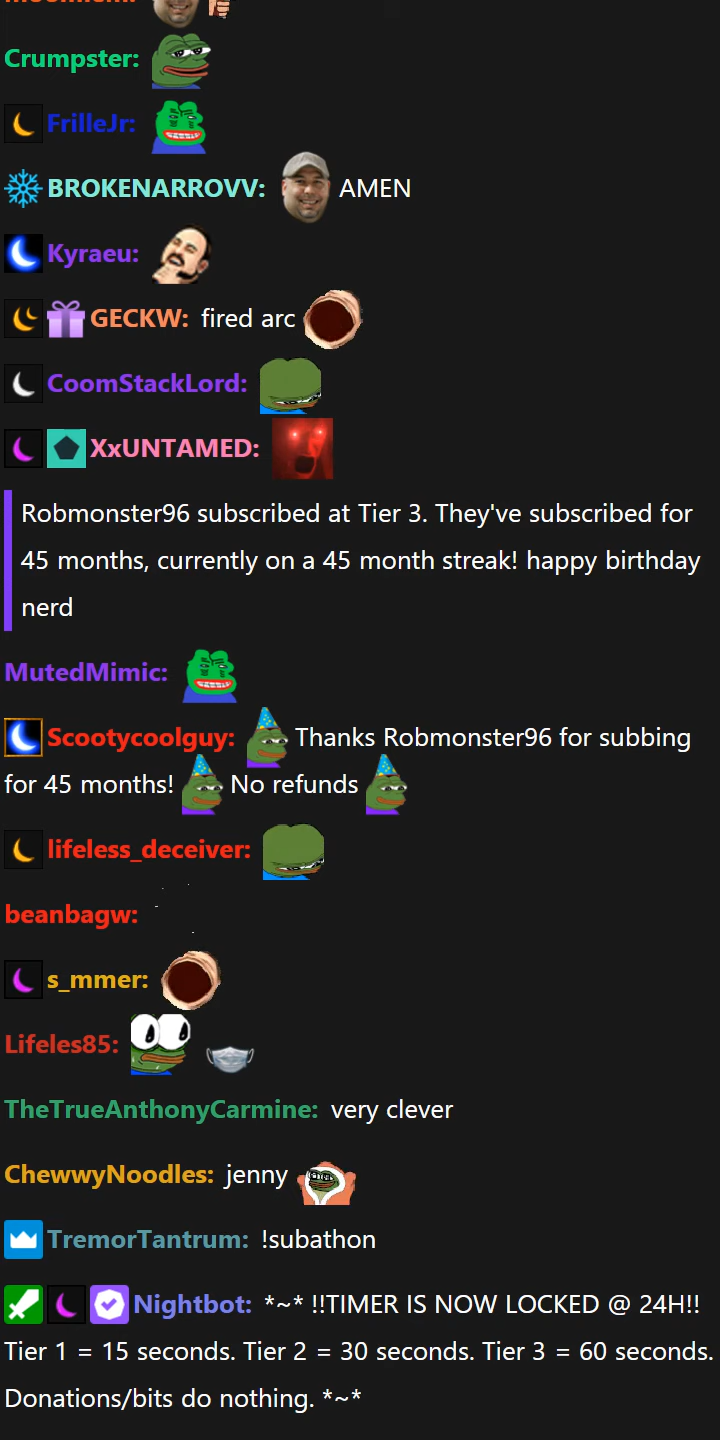 Crumpster:
FrilleJr:
BROKENARROVV: AMEN
Kyraeu:
GECKW: fired arc
CoomStackLord:
XxUNTAMED:
Robmonster96 subscribed at Tier 3. They've subscribed for
45 months, currently on a 45 month streak! happy birthday
nerd
MutedMimic:
Scootycoolguy: Thanks Robmonster96 for subbing
for 45 months! No refunds
lifeless_deceiver:
beanbagw:
s_mmer:
Lifeles85:
TheTrueAnthonyCarmine: very clever
ChewwyNoodles: jenny
TremorTantrum: !subathon
Nightbot: *~* !!TIMER IS NOW LOCKED @ 24H!!
Tier 1 = 15 seconds. Tier 2 = 30 seconds. Tier 3 = 60 seconds.
Donations/bits do nothing. *~*